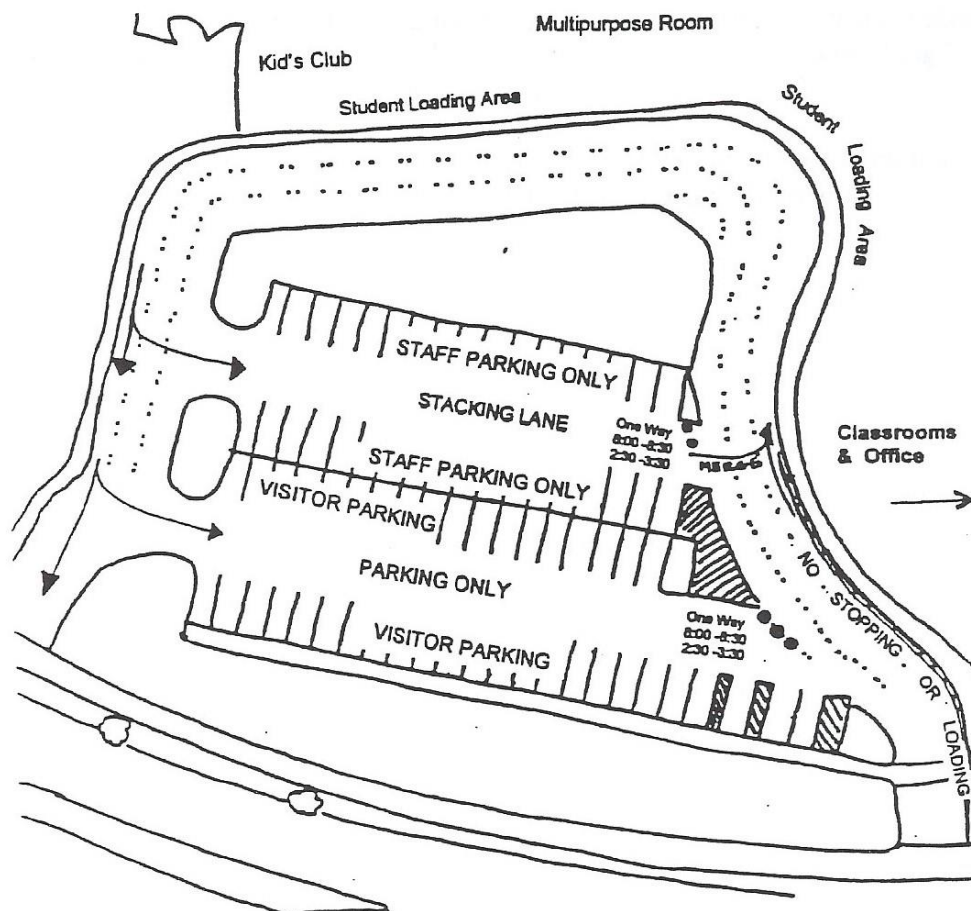 Multipurpose Room
Kid's Club
Student Loading Area
Student Loading Area
STAFF PARKING ONLY
STACKING LANE
One Way
8:00 -8:30
2:30 -3:30
MERGE
Classrooms
& Office
STAFF PARKING ONLY
VISITOR PARKING
PARKING ONLY
VISITOR PARKING
One Way
8:00 -8:30
2:30 -3:30
NO STOPPING OR LOADING